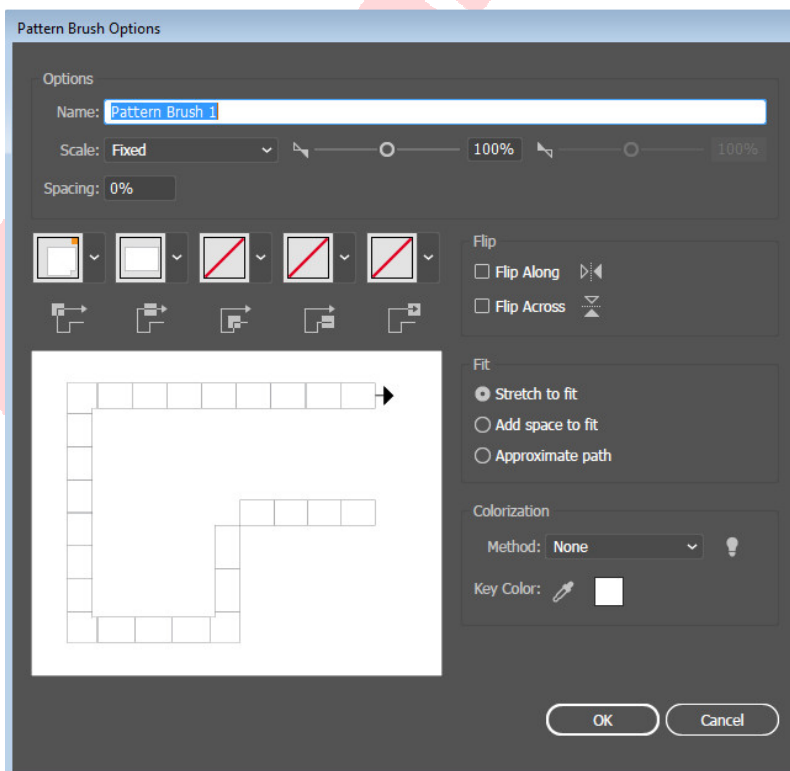 Pattern Brush Options
Options
Name: Pattern Brush 1
Scale: Fixed 100% 100%
Spacing: 0%
Flip
Flip Along
Flip Across
Fit
Stretch to fit
Add space to fit
Approximate path
Colorization
Method: None
Key Color:
OK Cancel